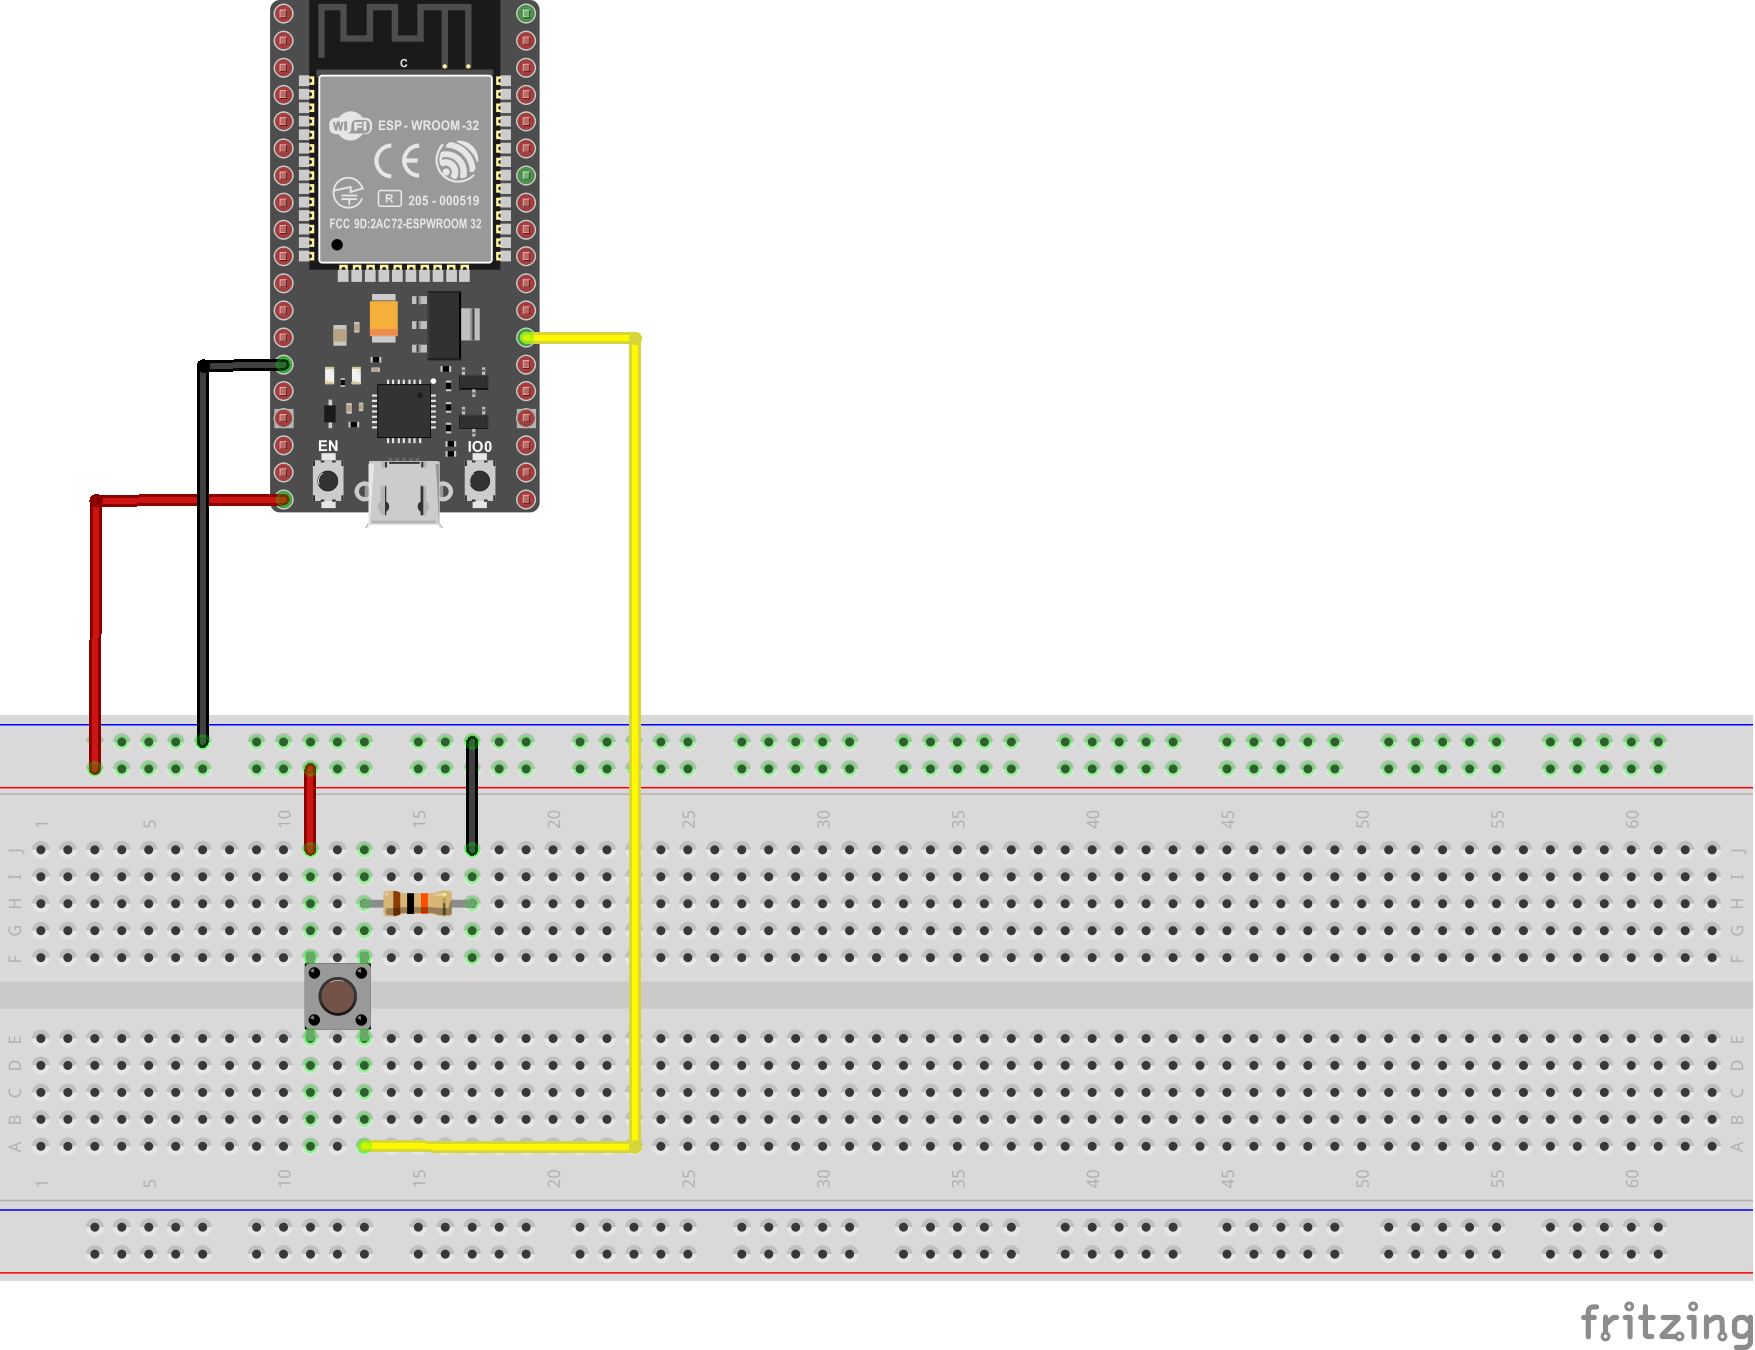 C
WiFi ESP - WROOM -32
CE
R 205 - 000519
FCC 9D:2AC72-ESPWROOM 32
EN IO0
1 5 10 15 20 25 30 35 40 45 50 55 60
J J
I I
H H
G G
F F
E E
D D
C C
B B
A A
1 5 10 15 20 25 30 35 40 45 50 55 60
fritzing